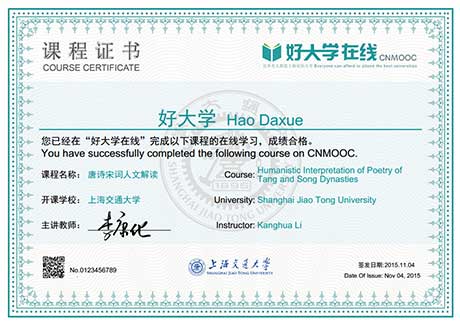 课程证书
COURSE CERTIFICATE
好大学在线 CNMOOC
Everyone can afford to attend the best universities
好大学 Hao Daxue
您已经在“好大学在线”完成以下课程的在线学习，成绩合格。
You have successfully completed the following course on CNMOOC.
课程名称： 唐诗宋词人文解读
Course: Humanistic Interpretation of Poetry of
Tang and Song Dynasties
开课学校： 上海交通大学
University: Shanghai Jiao Tong University
主讲教师： 李康化
Instructor: Kanghua Li
No.0123456789
上海交通大学
SHANGHAI JIAO TONG UNIVERSITY
签发日期:2015.11.04
Date Of Issue: Nov 04, 2015
SHANGHAI JIAO TONG UNIVERSITY
1896